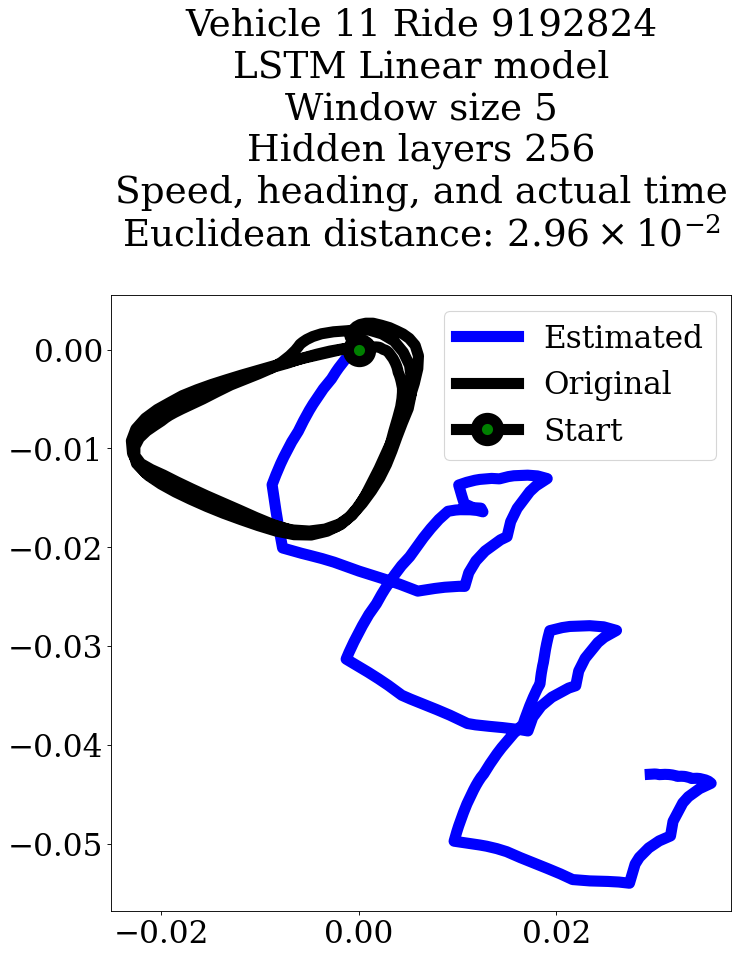 Vehicle 11 Ride 9192824
LSTM Linear model
Window size 5
Hidden layers 256
Speed, heading, and actual time
Euclidean distance: 2.96 × 10⁻²
Estimated
Original
Start
0.00
−0.01
−0.02
−0.03
−0.04
−0.05
−0.02 0.00 0.02